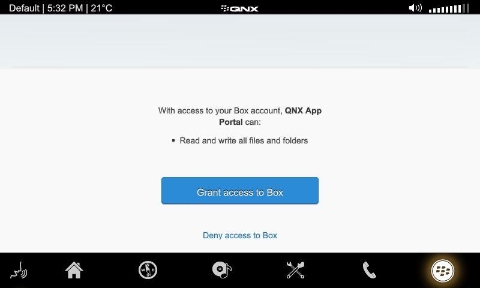 Default | 5:32 PM | 21°C
QNX
With access to your Box account, QNX App
Portal can:
• Read and write all files and folders
Grant access to Box
Deny access to Box